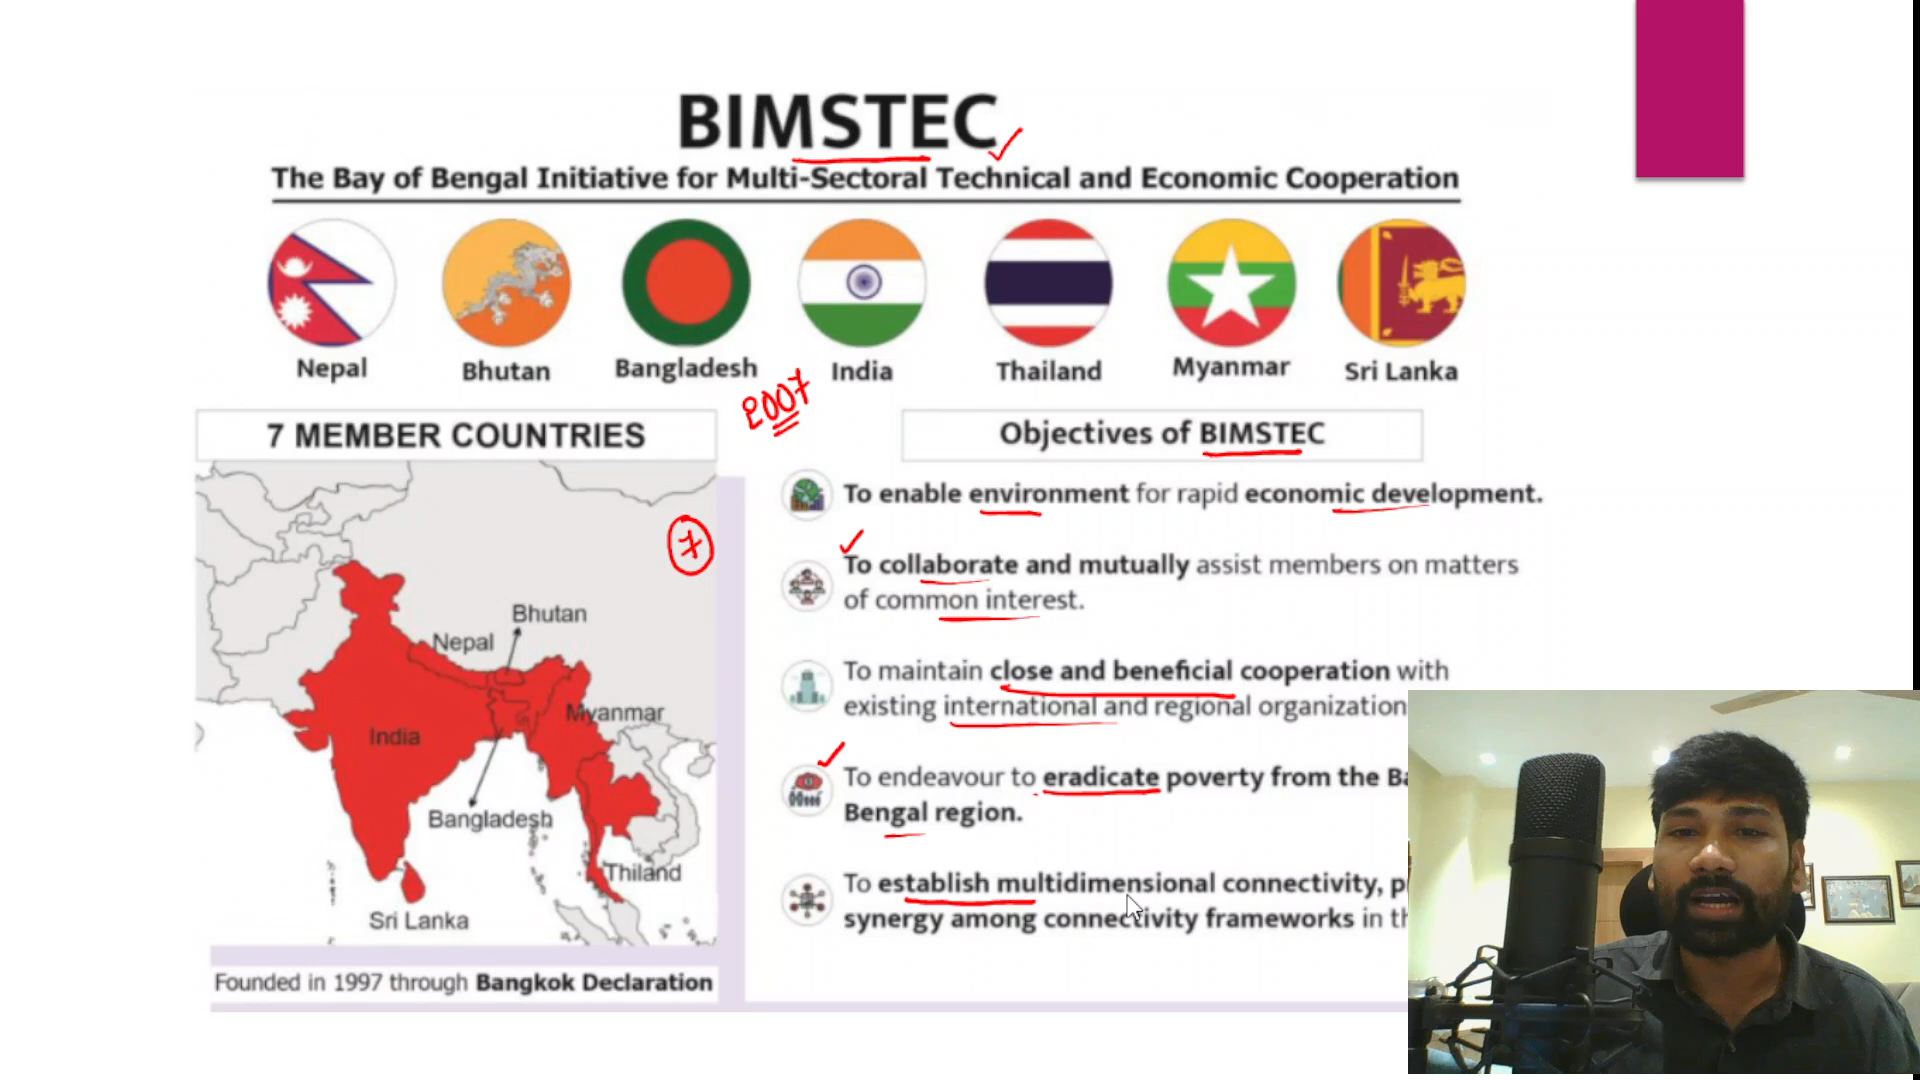 BIMSTEC
The Bay of Bengal Initiative for Multi-Sectoral Technical and Economic Cooperation
Nepal
Bhutan
Bangladesh
India
Thailand
Myanmar
Sri Lanka
2007
7 MEMBER COUNTRIES
7
Bhutan
Nepal
Myanmar
India
Bangladesh
Thiland
Sri Lanka
Founded in 1997 through Bangkok Declaration
Objectives of BIMSTEC
To enable environment for rapid economic development.
To collaborate and mutually assist members on matters
of common interest.
To maintain close and beneficial cooperation with
existing international and regional organization
To endeavour to eradicate poverty from the Ba
Bengal region.
To establish multidimensional connectivity, p
synergy among connectivity frameworks in th